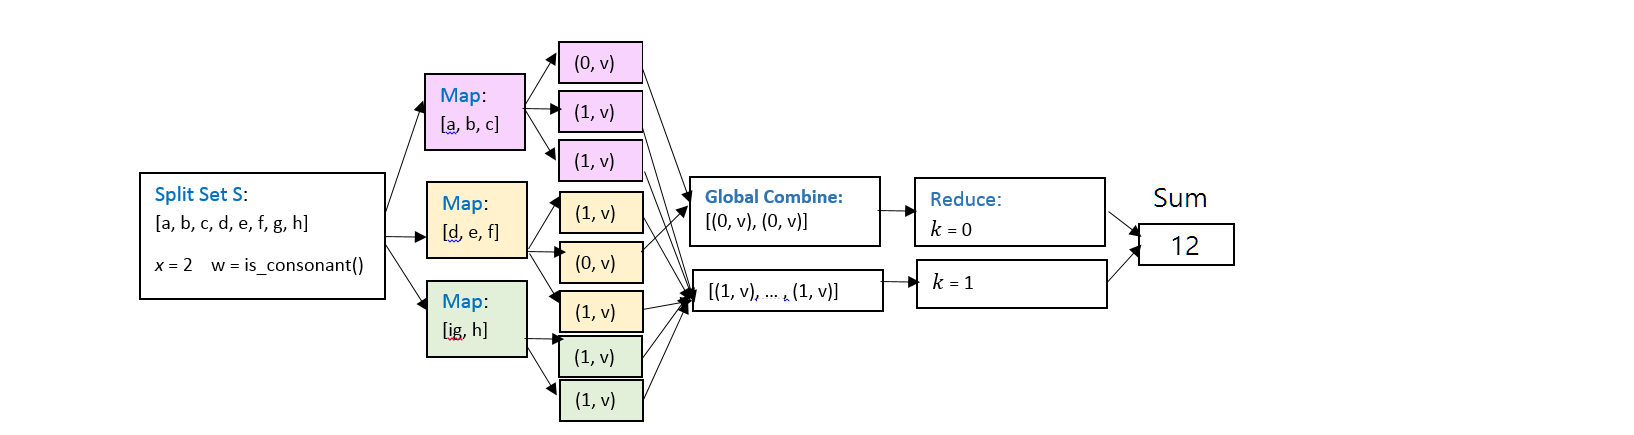 Split Set S:
[a, b, c, d, e, f, g, h]
x = 2 w = is_consonant()
Map:
[a, b, c]
Map:
[d, e, f]
Map:
[ig, h]
(0, v)
(1, v)
(1, v)
(1, v)
(0, v)
(1, v)
(1, v)
(1, v)
Global Combine:
[(0, v), (0, v)]
[(1, v), ... , (1, v)]
Reduce:
k = 0
k = 1
Sum
12